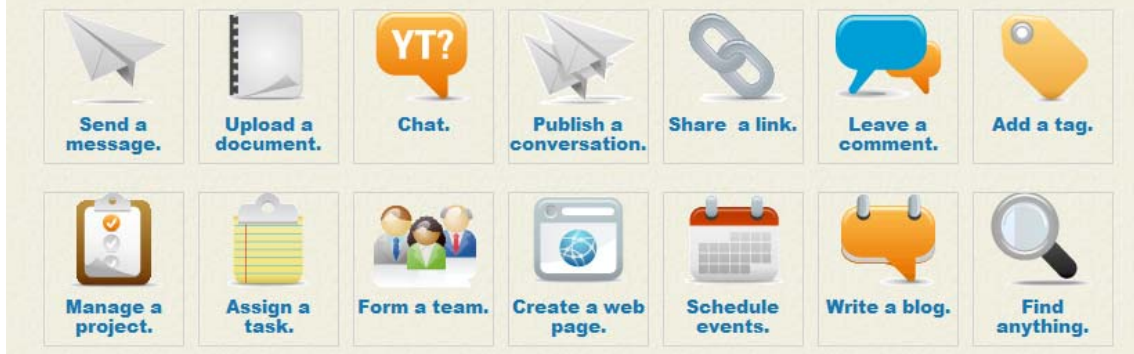 YT?
Send a
message.
Upload a
document.
Chat.
Publish a
conversation.
Share a link.
Leave a
comment.
Add a tag.
Manage a
project.
Assign a
task.
Form a team.
Create a web
page.
Schedule
events.
Write a blog.
Find
anything.